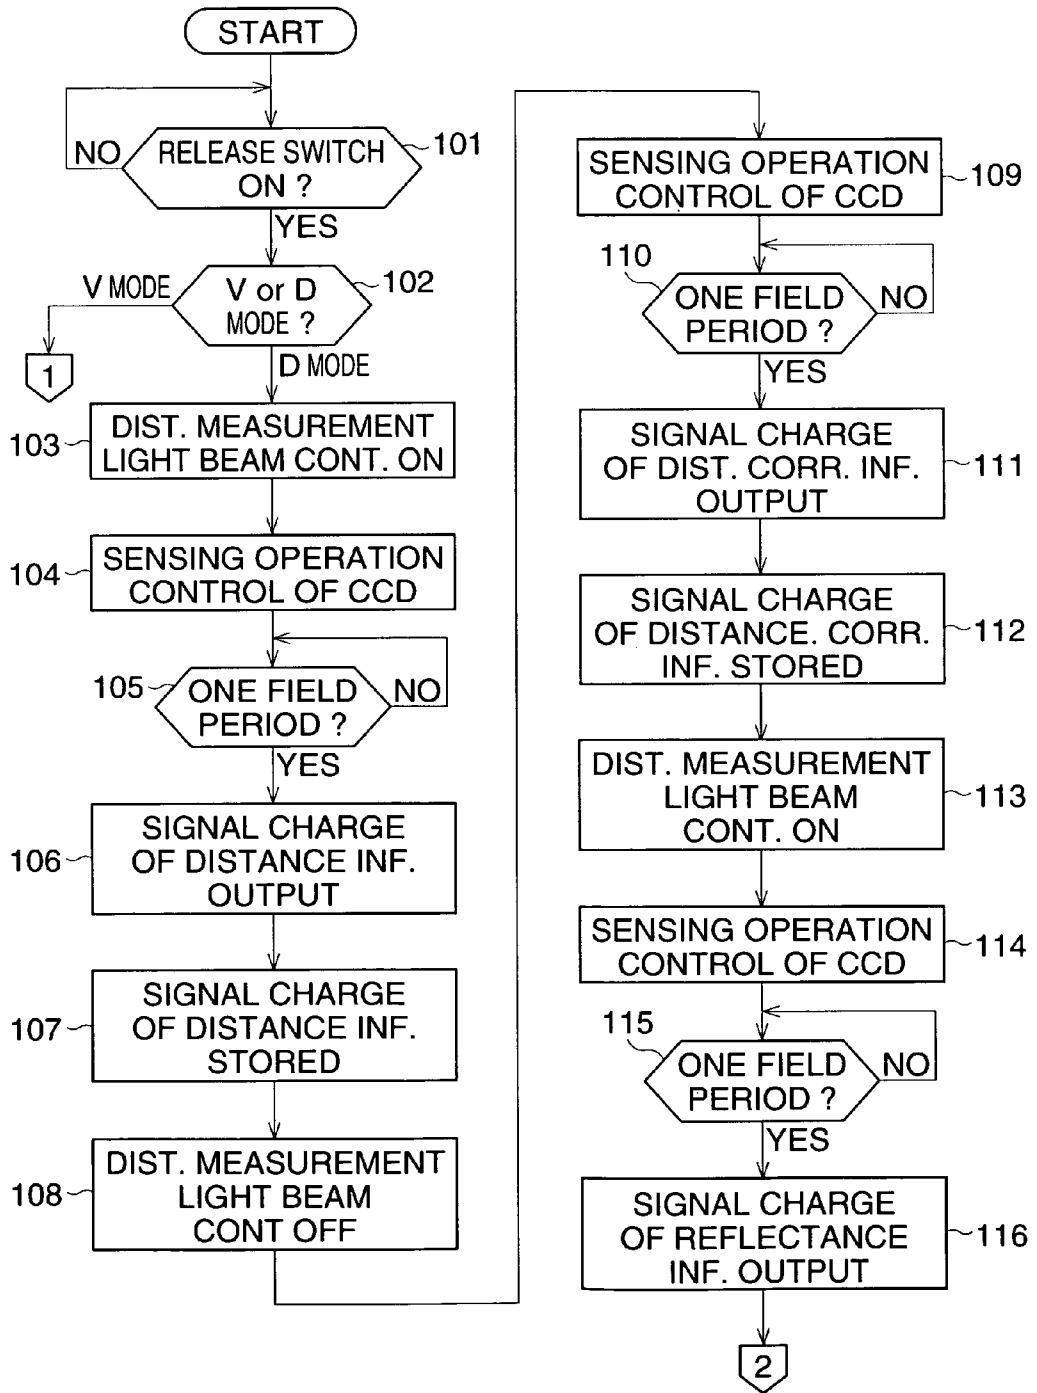 START
RELEASE SWITCH
ON ?
101
NO
YES
V or D
MODE ?
102
V MODE
1
D MODE
103
DIST. MEASUREMENT
LIGHT BEAM CONT. ON
104
SENSING OPERATION
CONTROL OF CCD
105
ONE FIELD
PERIOD ?
NO
YES
106
SIGNAL CHARGE
OF DISTANCE INF.
OUTPUT
107
SIGNAL CHARGE
OF DISTANCE INF.
STORED
108
DIST. MEASUREMENT
LIGHT BEAM
CONT OFF
SENSING OPERATION
CONTROL OF CCD
109
110
ONE FIELD
PERIOD ?
NO
YES
SIGNAL CHARGE
OF DIST. CORR. INF.
OUTPUT
111
SIGNAL CHARGE
OF DISTANCE. CORR.
INF. STORED
112
DIST. MEASUREMENT
LIGHT BEAM
CONT. ON
113
SENSING OPERATION
CONTROL OF CCD
114
115
ONE FIELD
PERIOD ?
NO
YES
SIGNAL CHARGE
OF REFLECTANCE
INF. OUTPUT
116
2